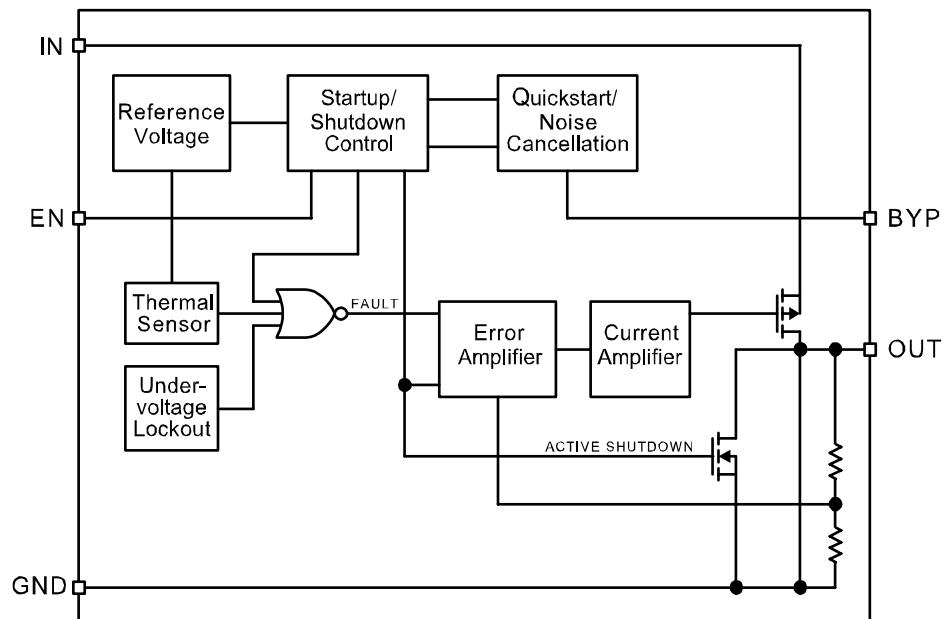 IN
Reference
Voltage
Startup/
Shutdown
Control
Quickstart/
Noise
Cancellation
EN
BYP
Thermal
Sensor
FAULT
Error
Amplifier
Current
Amplifier
OUT
Under-
voltage
Lockout
ACTIVE SHUTDOWN
GND